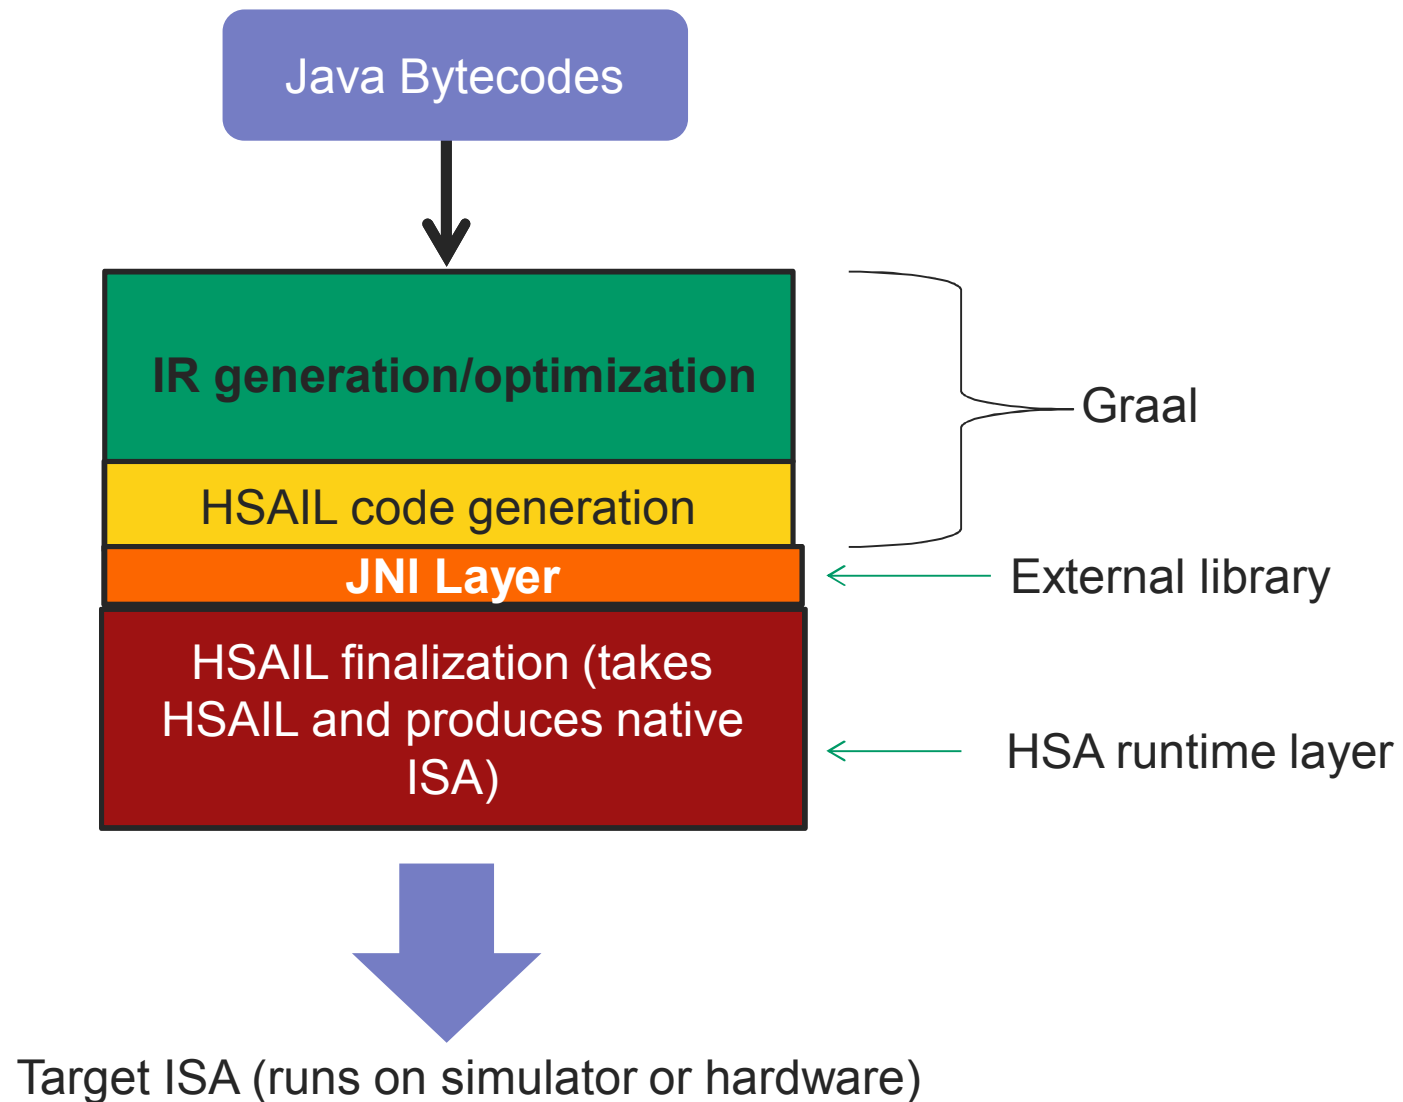 Java Bytecodes
IR generation/optimization
Graal
HSAIL code generation
JNI Layer
External library
HSAIL finalization (takes
HSAIL and produces native
ISA)
HSA runtime layer
Target ISA (runs on simulator or hardware)